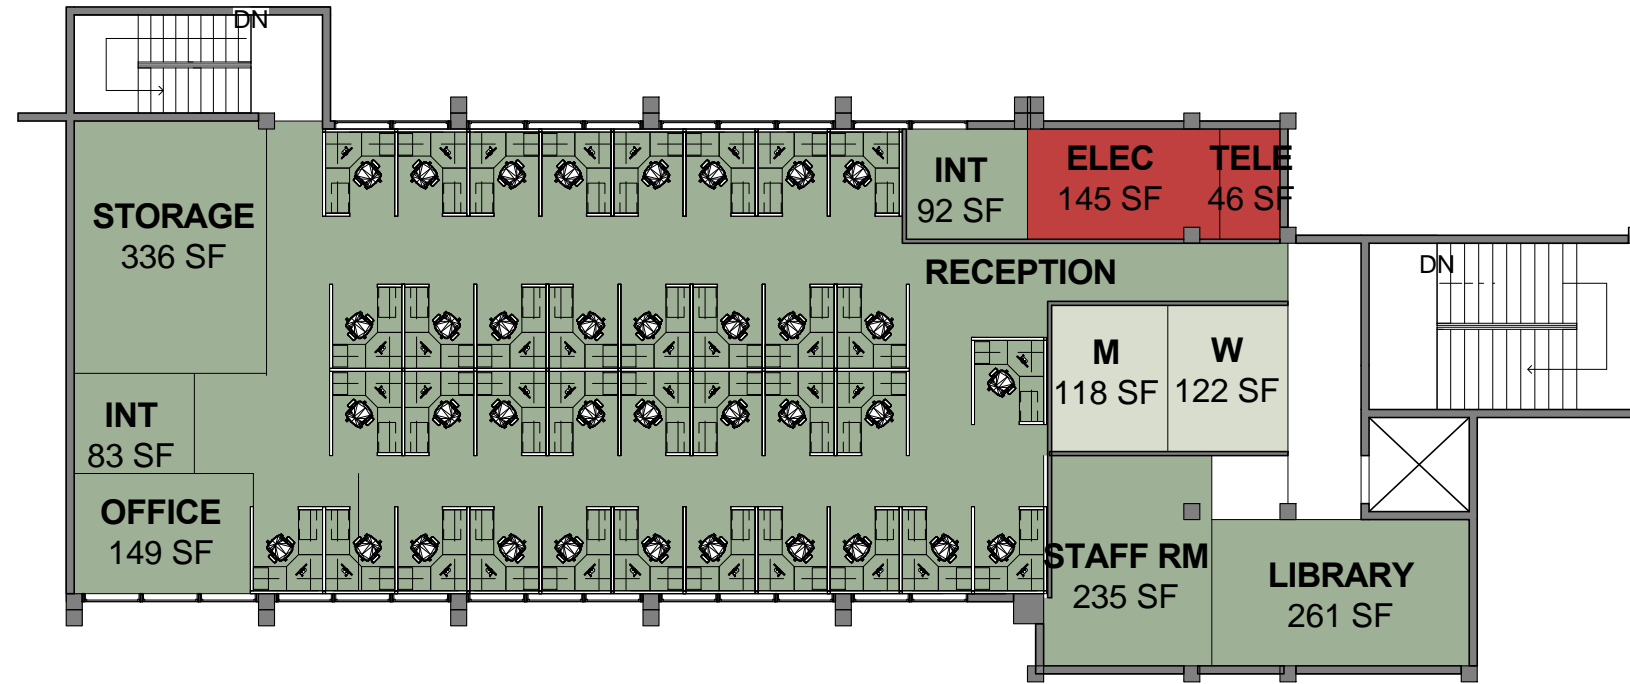 DN
STORAGE
336 SF
INT
92 SF
ELEC
145 SF
TELE
46 SF
RECEPTION
DN
M
118 SF
W
122 SF
INT
83 SF
OFFICE
149 SF
STAFF RM
235 SF
LIBRARY
261 SF